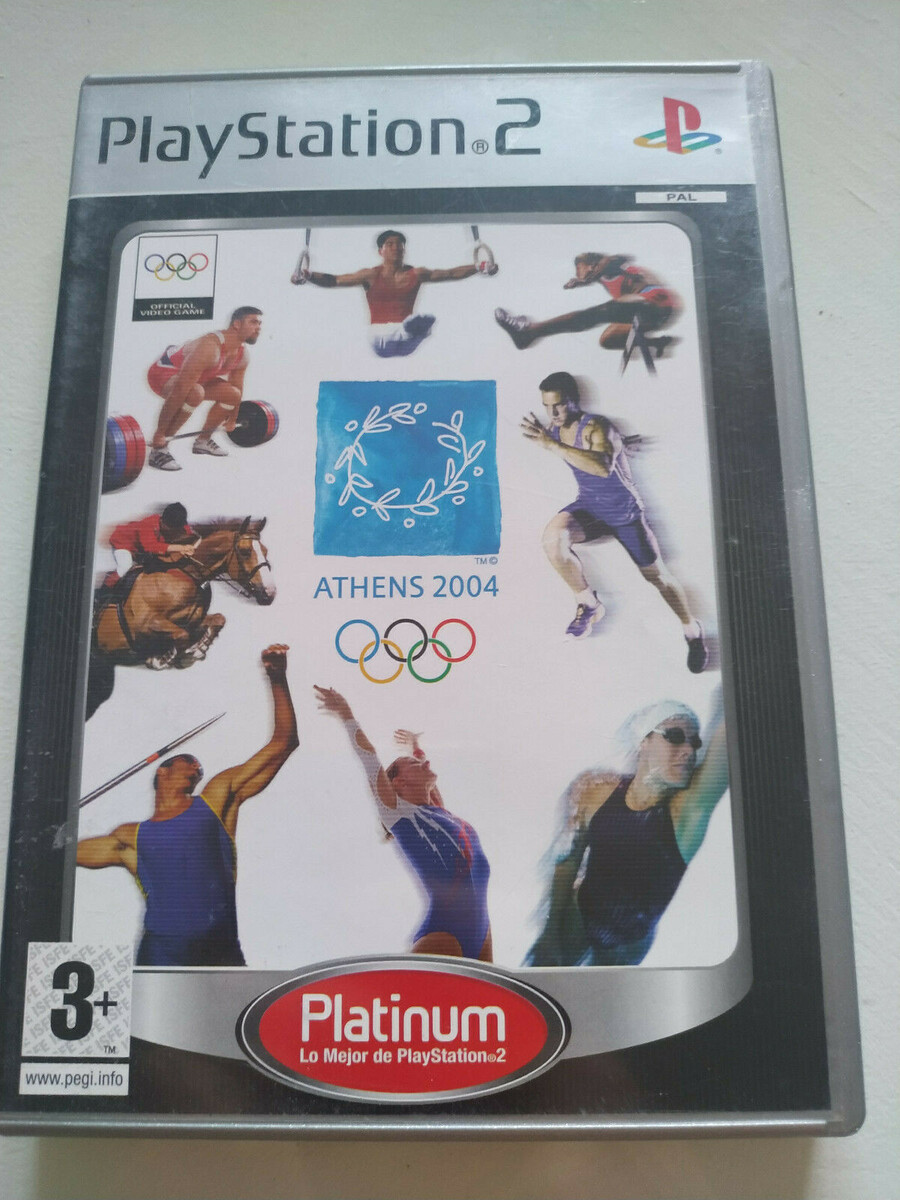 PlayStation®2
PAL
OFFICIAL
VIDEO GAME
TM©
ATHENS 2004
3+
TM
www.pegi.info
Platinum
Lo Mejor de PlayStation®2